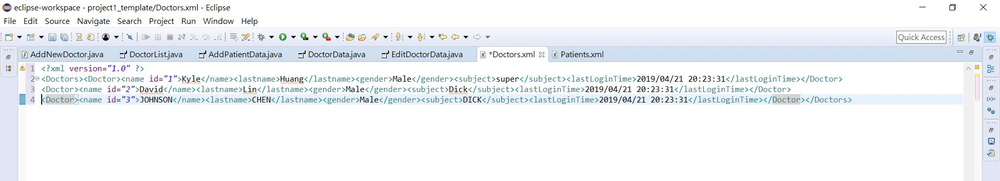 eclipse-workspace - project1_template/Doctors.xml - Eclipse
File Edit Source Navigate Search Project Run Window Help
Quick Access
AddNewDoctor.java DoctorList.java AddPatientData.java DoctorData.java EditDoctorData.java *Doctors.xml Patients.xml
1 <?xml version="1.0" ?>
2 <Doctors><Doctor><name id="1">Kyle</name><lastname>Huang</lastname><gender>Male</gender><subject>super</subject><lastLoginTime>2019/04/21 20:23:31</lastLoginTime></Doctor>
3 <Doctor><name id="2">David</name><lastname>Lin</lastname><gender>Male</gender><subject>Dick</subject><lastLoginTime>2019/04/21 20:23:31</lastLoginTime></Doctor>
4 <Doctor><name id="3">JOHNSON</name><lastname>CHEN</lastname><gender>Male</gender><subject>DICK</subject><lastLoginTime>2019/04/21 20:23:31</lastLoginTime></Doctor></Doctors>
(x)=